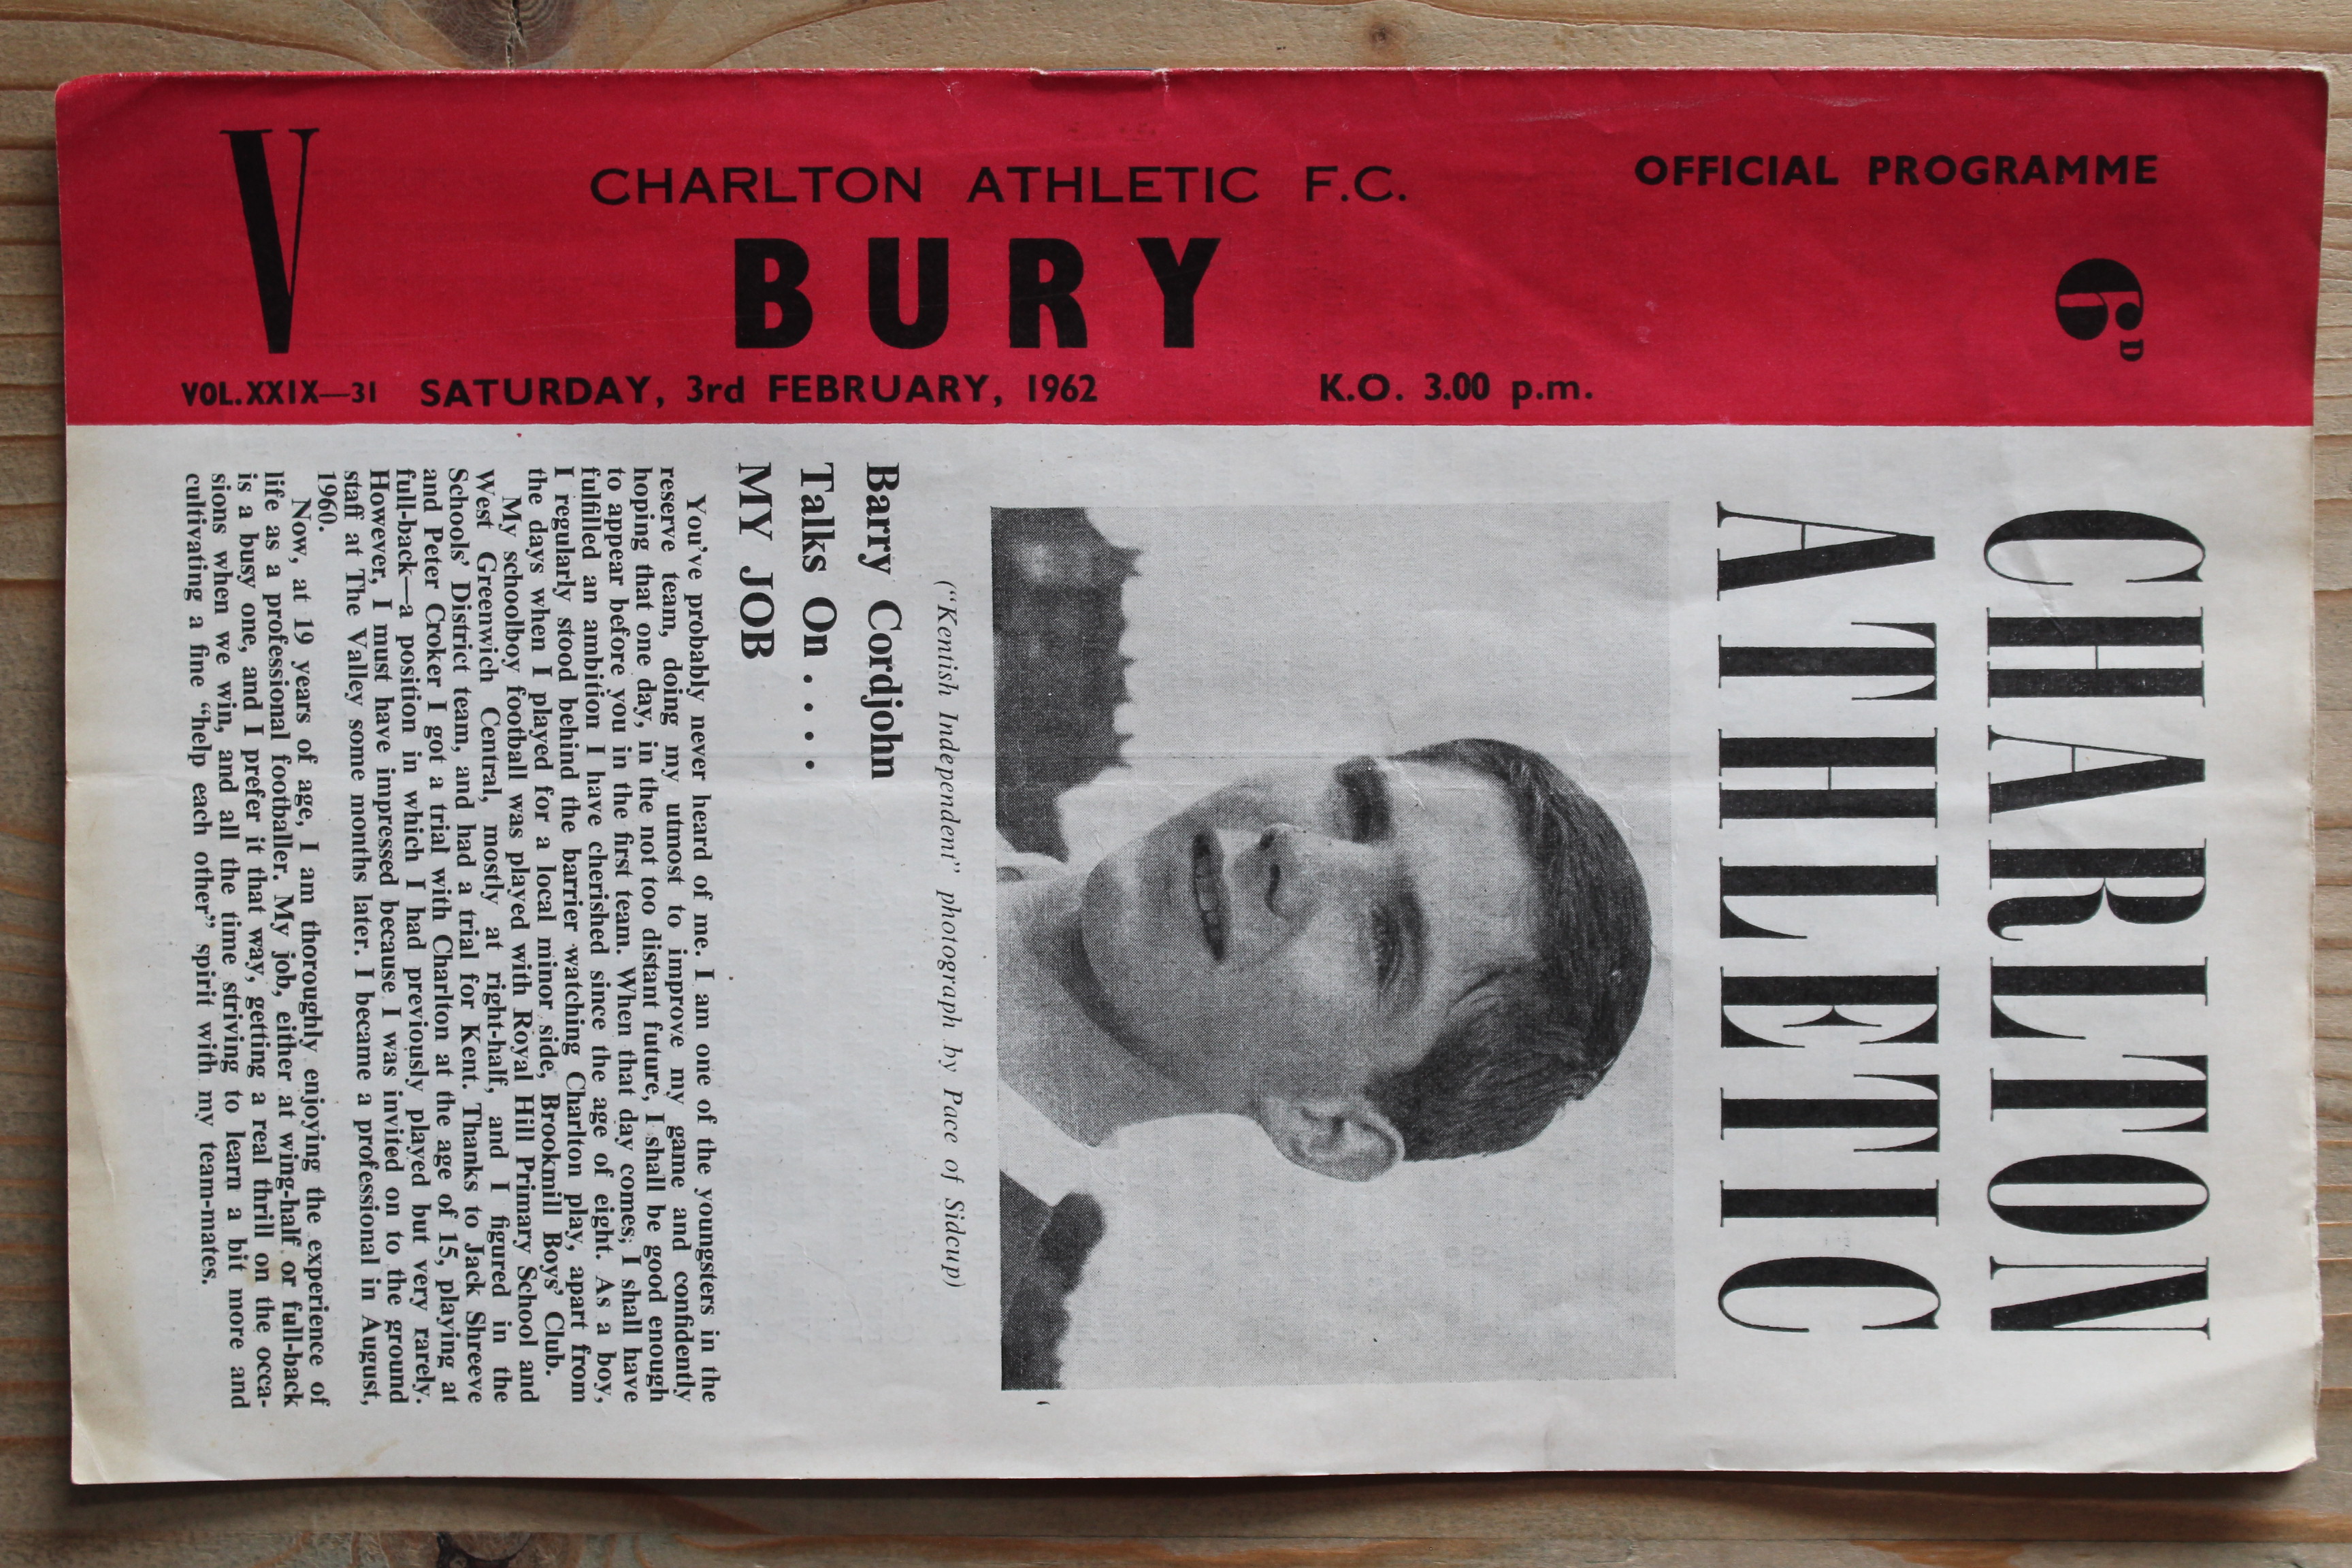 CHARLTON ATHLETIC F.C.
OFFICIAL PROGRAMME
V
BURY
6D
VOL. XXIX—31 SATURDAY, 3rd FEBRUARY, 1962 K.O. 3.00 p.m.
CHARLTON
ATHLETIC
("Kentish Independent" photograph by Pace of Sidcup)
Barry Cordjohn
Talks On . . . .
MY JOB
You've probably never heard of me. I am one of the youngsters in the
reserve team, doing my utmost to improve my game and confidently
hoping that one day, in the not too distant future, I shall be good enough
to appear before you in the first team. When that day comes; I shall have
fulfilled an ambition I have cherished since the age of eight. As a boy,
I regularly stood behind the barrier watching Charlton play, apart from
the days when I played for a local minor side, Brookmill Boys' Club.
My schoolboy football was played with Royal Hill Primary School and
West Greenwich Central, mostly at right-half, and I figured in the
Schools' District team, and had a trial for Kent. Thanks to Jack Shreeve
and Peter Croker I got a trial with Charlton at the age of 15, playing at
full-back—a position in which I had previously played but very rarely.
However, I must have impressed because I was invited on to the ground
staff at The Valley some months later. I became a professional in August,
1960.
Now, at 19 years of age, I am thoroughly enjoying the experience of
life as a professional footballer. My job, either at wing-half or full-back
is a busy one, and I prefer it that way, getting a real thrill on the occa-
sions when we win, and all the time striving to learn a bit more and
cultivating a fine "help each other" spirit with my team-mates.